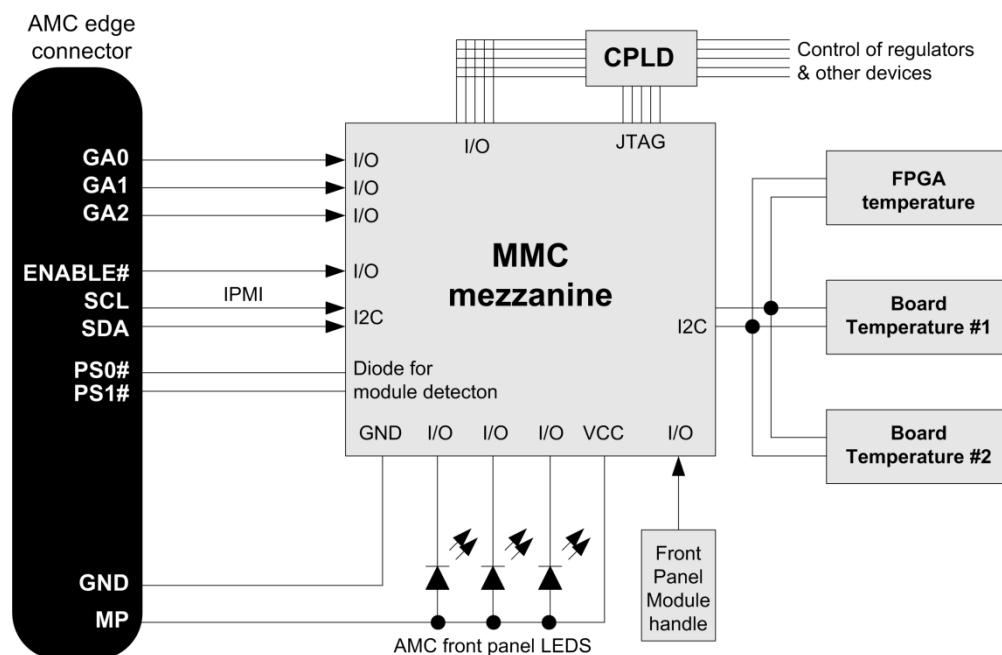 AMC edge
connector
GA0
GA1
GA2
ENABLE#
SCL
SDA
PS0#
PS1#
GND
MP
IPMI
CPLD
Control of regulators
& other devices
I/O
JTAG
I/O
I/O
I/O
I/O
I2C
MMC
mezzanine
I2C
Diode for
module detecton
GND
I/O
I/O
I/O
VCC
I/O
FPGA
temperature
Board
Temperature #1
Board
Temperature #2
Front
Panel
Module
handle
AMC front panel LEDS